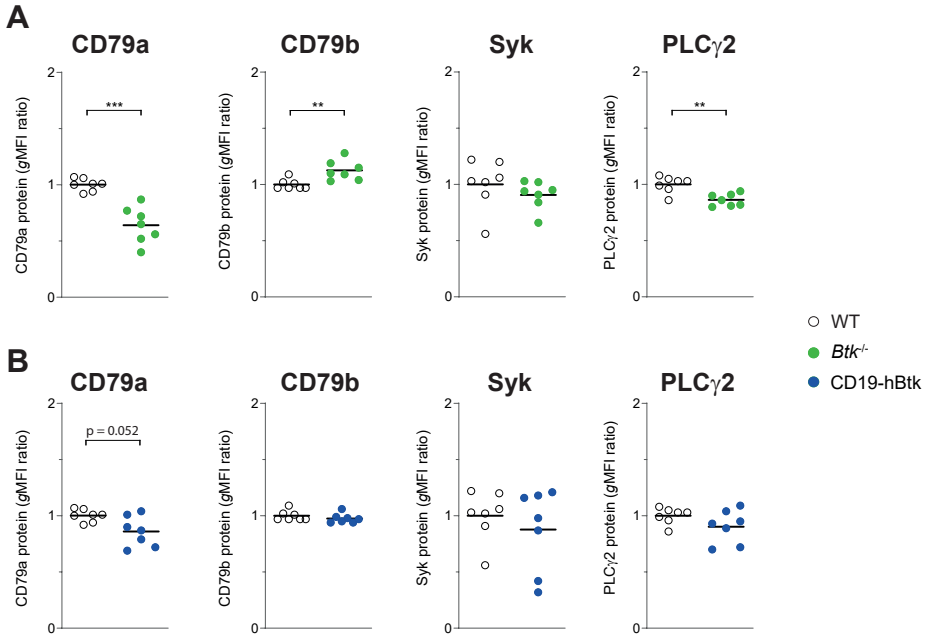 A
CD79a
CD79b
Syk
PLCγ2
CD79a protein (gMFI ratio)
2
1
0
***
CD79b protein (gMFI ratio)
2
1
0
**
Syk protein (gMFI ratio)
2
1
0
PLCγ2 protein (gMFI ratio)
2
1
0
**
WT
Btk-/-
CD19-hBtk
B
CD79a
CD79b
Syk
PLCγ2
CD79a protein (gMFI ratio)
2
1
0
p = 0.052
CD79b protein (gMFI ratio)
2
1
0
Syk protein (gMFI ratio)
2
1
0
PLCγ2 protein (gMFI ratio)
2
1
0